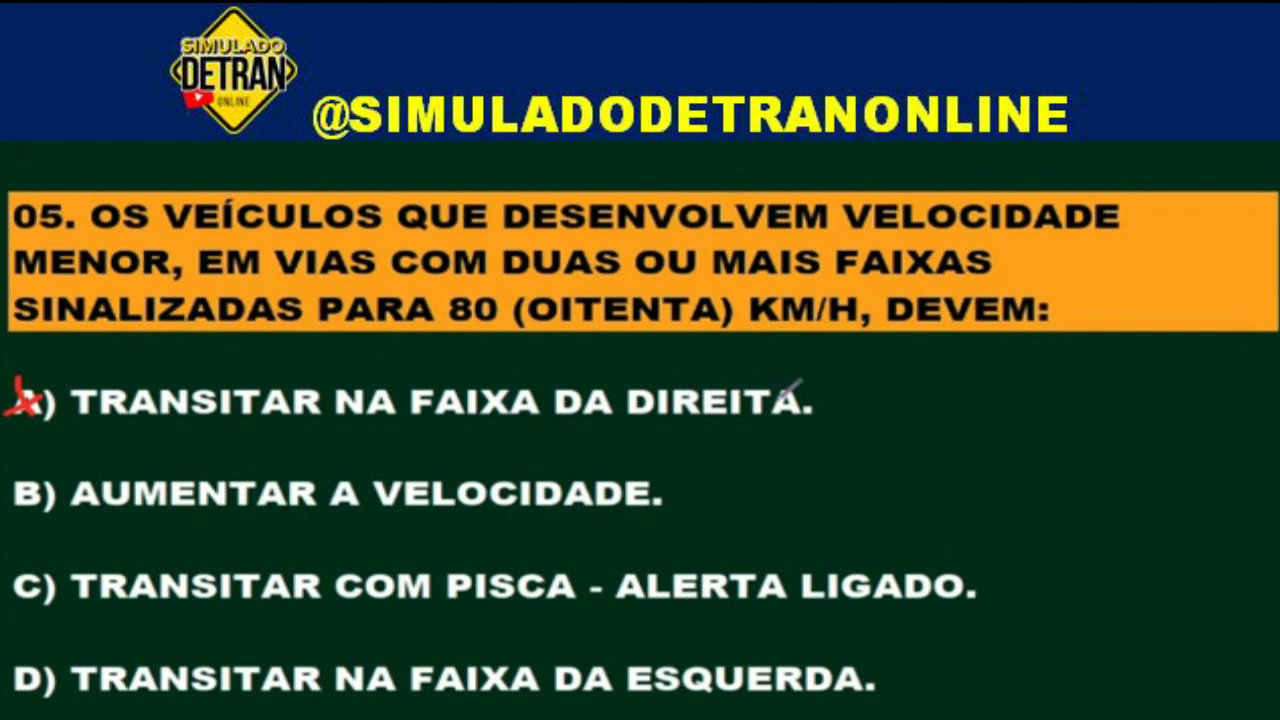 SIMULADO
DETRAN
ONLINE
@SIMULADODETRANONLINE
05. OS VEÍCULOS QUE DESENVOLVEM VELOCIDADE
MENOR, EM VIAS COM DUAS OU MAIS FAIXAS
SINALIZADAS PARA 80 (OITENTA) KM/H, DEVEM:
A) TRANSITAR NA FAIXA DA DIREITA.
B) AUMENTAR A VELOCIDADE.
C) TRANSITAR COM PISCA - ALERTA LIGADO.
D) TRANSITAR NA FAIXA DA ESQUERDA.